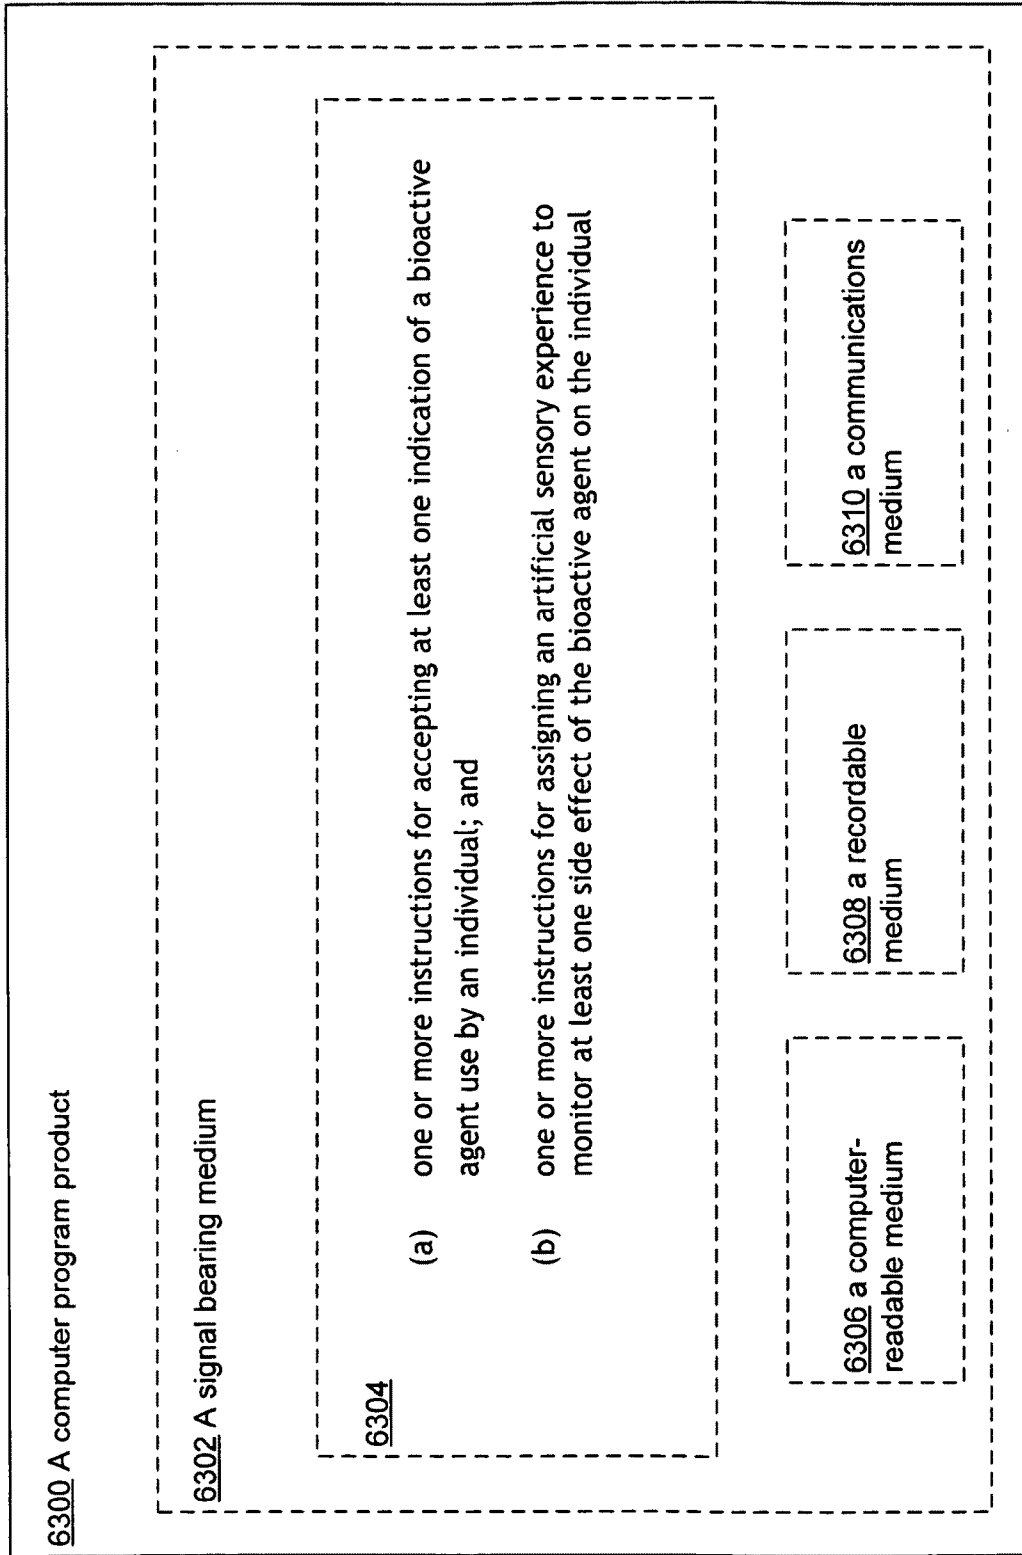 6300 A computer program product
6302 A signal bearing medium
6304
(a) one or more instructions for accepting at least one indication of a bioactive
agent use by an individual; and
(b) one or more instructions for assigning an artificial sensory experience to
monitor at least one side effect of the bioactive agent on the individual
6306 a computer-
readable medium
6308 a recordable
medium
6310 a communications
medium